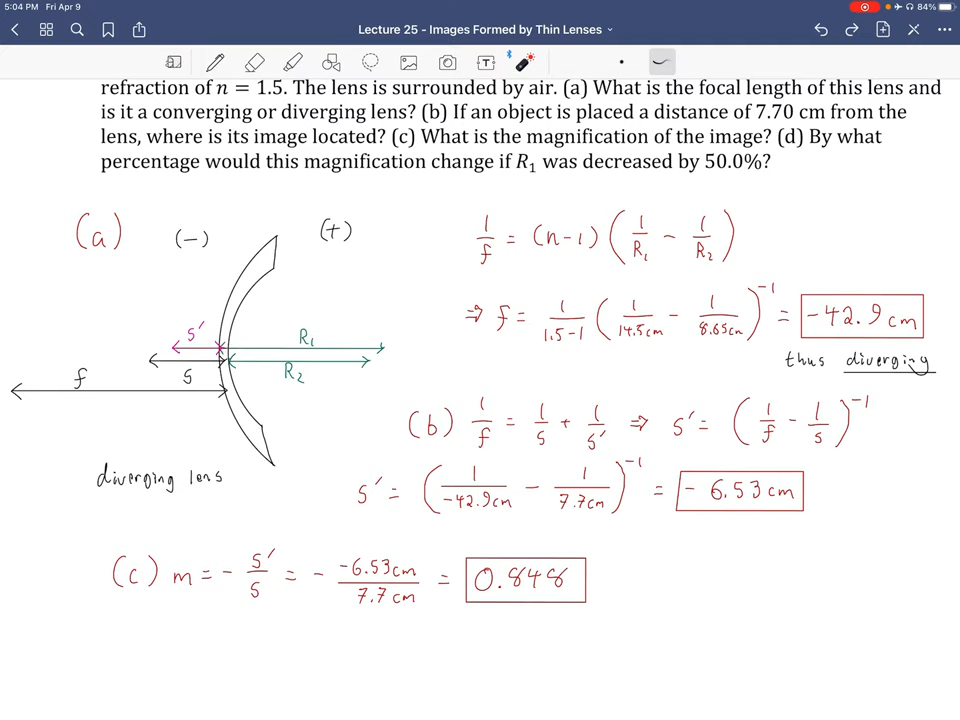 5:04 PM Fri Apr 9
84%
Lecture 25 - Images Formed by Thin Lenses
T
refraction of n = 1.5. The lens is surrounded by air. (a) What is the focal length of this lens and
is it a converging or diverging lens? (b) If an object is placed a distance of 7.70 cm from the
lens, where is its image located? (c) What is the magnification of the image? (d) By what
percentage would this magnification change if R₁ was decreased by 50.0%?
(a) (−) (+)
1/f = (n-1) (1/R₁ − 1/R₂)
⇒ f = 1/(1.5-1) (1/14.5cm − 1/8.65cm)⁻¹ = -42.9 cm
thus diverging
s' R₁
s R₂
f
diverging lens
(b) 1/f = 1/s + 1/s' ⇒ s' = (1/f − 1/s)⁻¹
s' = (1/-42.9cm − 1/7.7cm)⁻¹ = - 6.53 cm
(c) m = - s'/s = - -6.53cm/7.7cm = 0.848